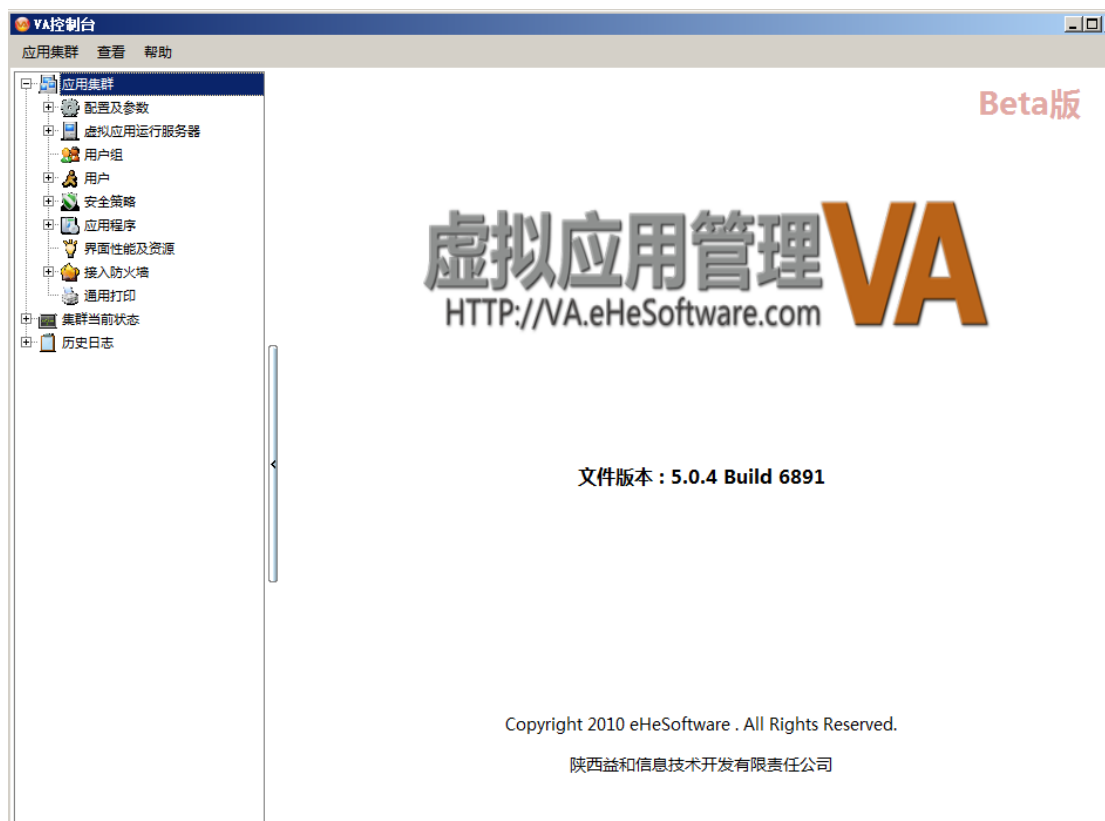 VA控制台
应用集群 查看 帮助
应用集群
配置及参数
虚拟应用运行服务器
用户组
用户
安全策略
应用程序
界面性能及资源
接入防火墙
通用打印
集群当前状态
历史日志
Beta版
虚拟应用管理VA
HTTP://VA.eHeSoftware.com
文件版本：5.0.4 Build 6891
Copyright 2010 eHeSoftware . All Rights Reserved.
陕西益和信息技术开发有限责任公司